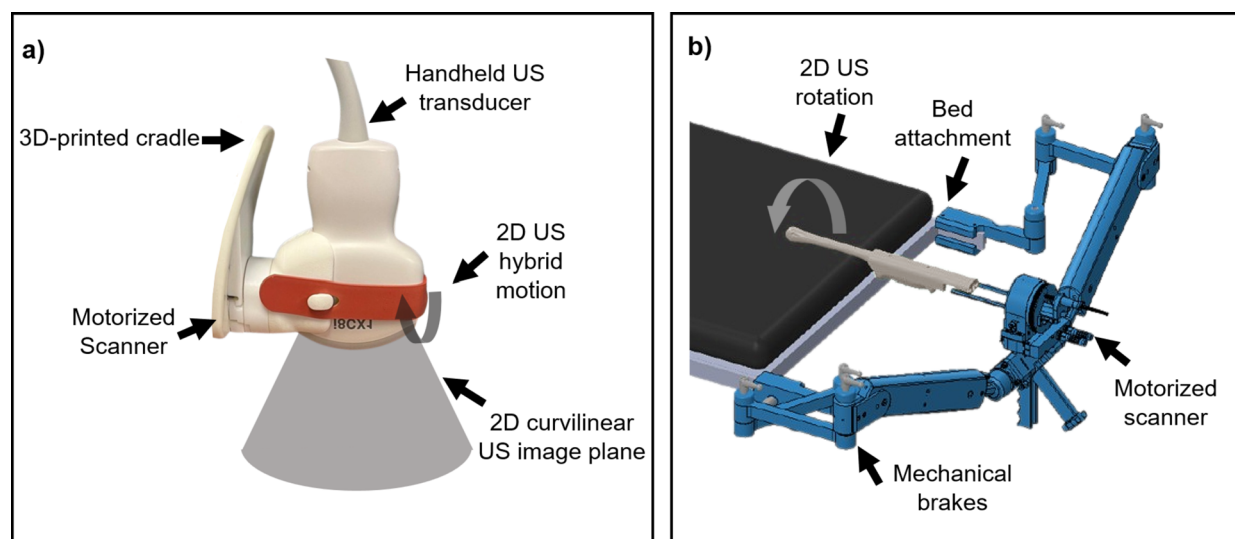 a)
Handheld US
transducer
3D-printed cradle
2D US
hybrid
motion
Motorized
Scanner
i8CX1
2D curvilinear
US image plane
b)
2D US
rotation
Bed
attachment
Motorized
scanner
Mechanical
brakes